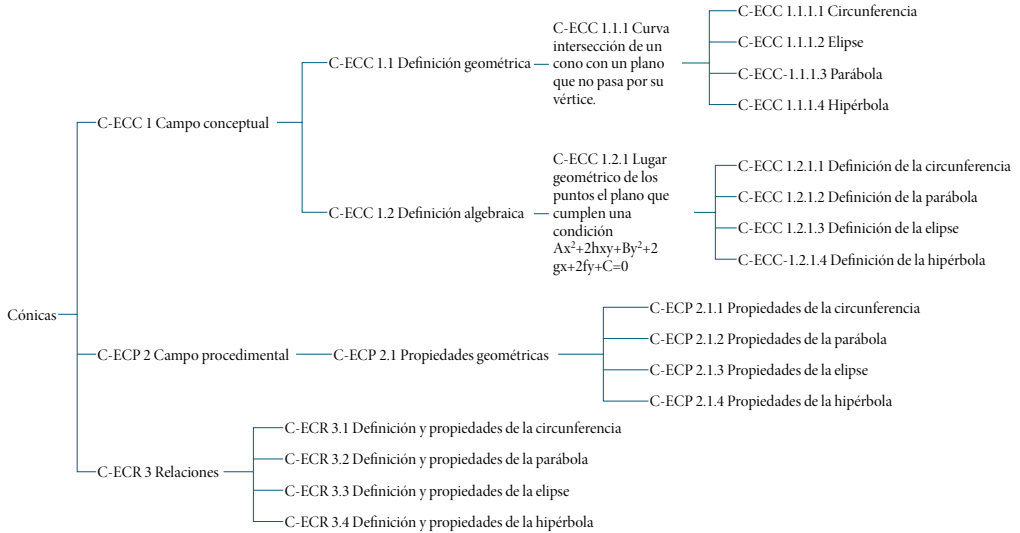 Cónicas
C-ECC 1 Campo conceptual
C-ECC 1.1 Definición geométrica
C-ECC 1.1.1 Curva
intersección de un
cono con un plano
que no pasa por su
vértice.
C-ECC 1.1.1.1 Circunferencia
C-ECC 1.1.1.2 Elipse
C-ECC-1.1.1.3 Parábola
C-ECC 1.1.1.4 Hipérbola
C-ECC 1.2 Definición algebraica
C-ECC 1.2.1 Lugar
geométrico de los
puntos el plano que
cumplen una
condición
Ax²+2hxy+By²+2
gx+2fy+C=0
C-ECC 1.2.1.1 Definición de la circunferencia
C-ECC 1.2.1.2 Definición de la parábola
C-ECC 1.2.1.3 Definición de la elipse
C-ECC-1.2.1.4 Definición de la hipérbola
C-ECP 2 Campo procedimental
C-ECP 2.1 Propiedades geométricas
C-ECP 2.1.1 Propiedades de la circunferencia
C-ECP 2.1.2 Propiedades de la parábola
C-ECP 2.1.3 Propiedades de la elipse
C-ECP 2.1.4 Propiedades de la hipérbola
C-ECR 3 Relaciones
C-ECR 3.1 Definición y propiedades de la circunferencia
C-ECR 3.2 Definición y propiedades de la parábola
C-ECR 3.3 Definición y propiedades de la elipse
C-ECR 3.4 Definición y propiedades de la hipérbola